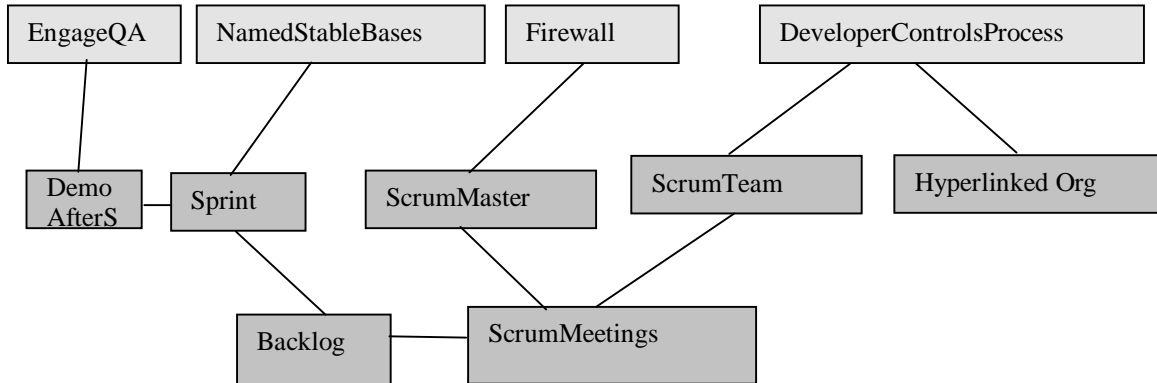 EngageQA
NamedStableBases
Firewall
DeveloperControlsProcess
Demo
AfterS
Sprint
ScrumMaster
ScrumTeam
Hyperlinked Org
Backlog
ScrumMeetings